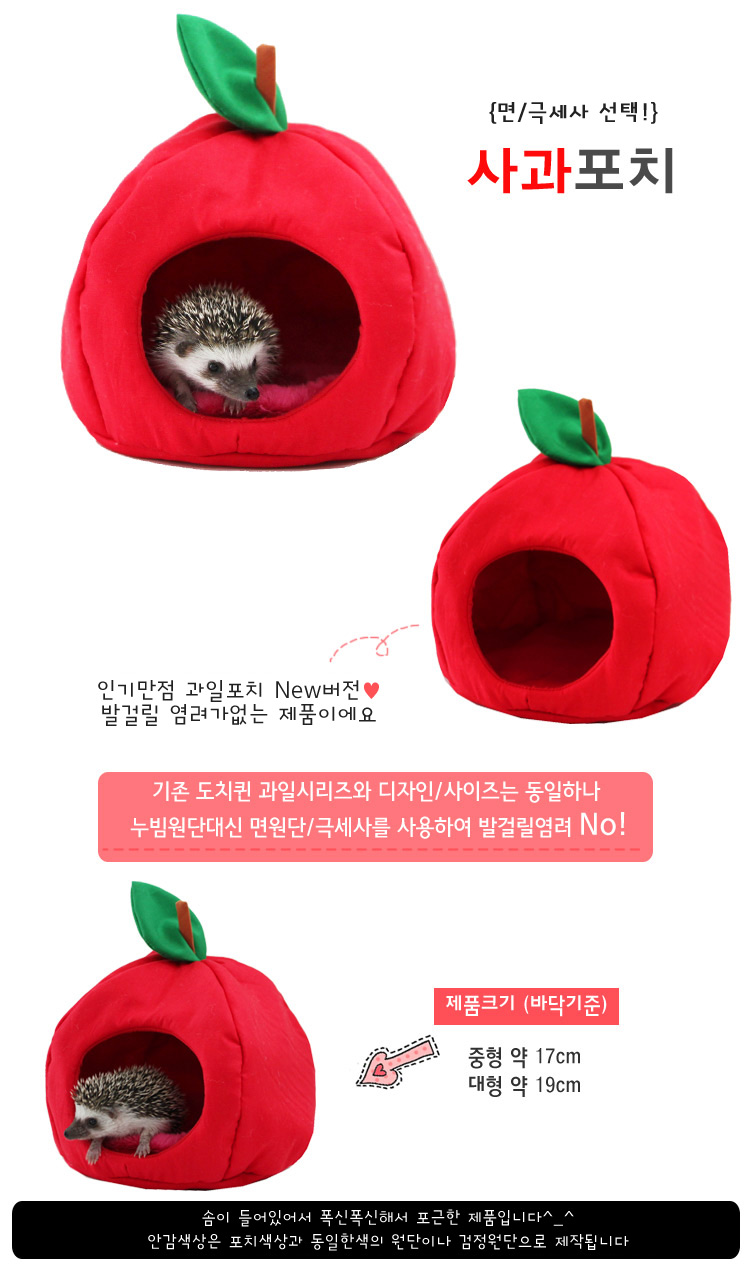 {면/극세사 선택!}
사과포치
인기만점 과일포치 New버전♥
발걸릴 염려가없는 제품이에요
기존 도치퀸 과일시리즈와 디자인/사이즈는 동일하나
누빔원단대신 면원단/극세사를 사용하여 발걸릴염려 No!
제품크기 (바닥기준)
중형 약 17cm
대형 약 19cm
솜이 들어있어서 폭신폭신해서 포근한 제품입니다^_^
안감색상은 포치색상과 동일한색의 원단이나 검정원단으로 제작됩니다